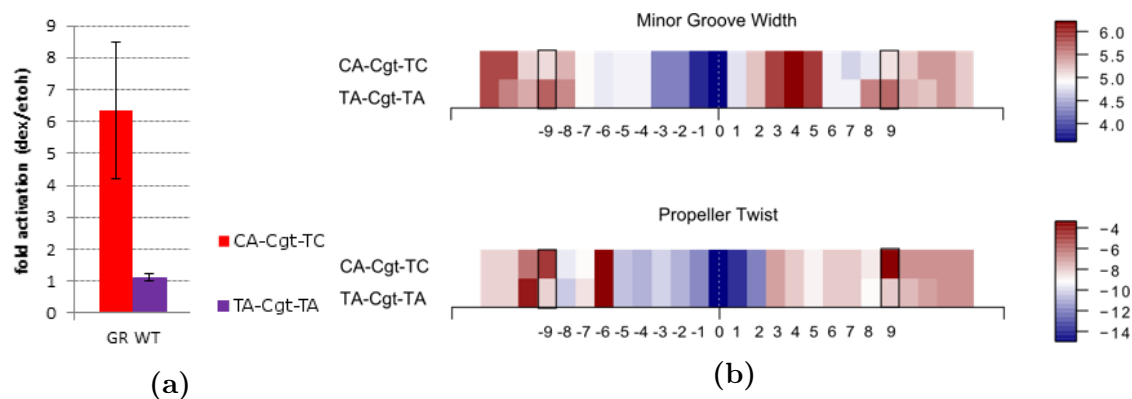 fold activation (dex/etoh)
9
8
7
6
5
4
3
2
1
0
GR WT
CA-Cgt-TC
TA-Cgt-TA
(a)
Minor Groove Width
CA-Cgt-TC
TA-Cgt-TA
-9 -8 -7 -6 -5 -4 -3 -2 -1 0 1 2 3 4 5 6 7 8 9
6.0
5.5
5.0
4.5
4.0
Propeller Twist
CA-Cgt-TC
TA-Cgt-TA
-9 -8 -7 -6 -5 -4 -3 -2 -1 0 1 2 3 4 5 6 7 8 9
−4
−6
−8
−10
−12
−14
(b)